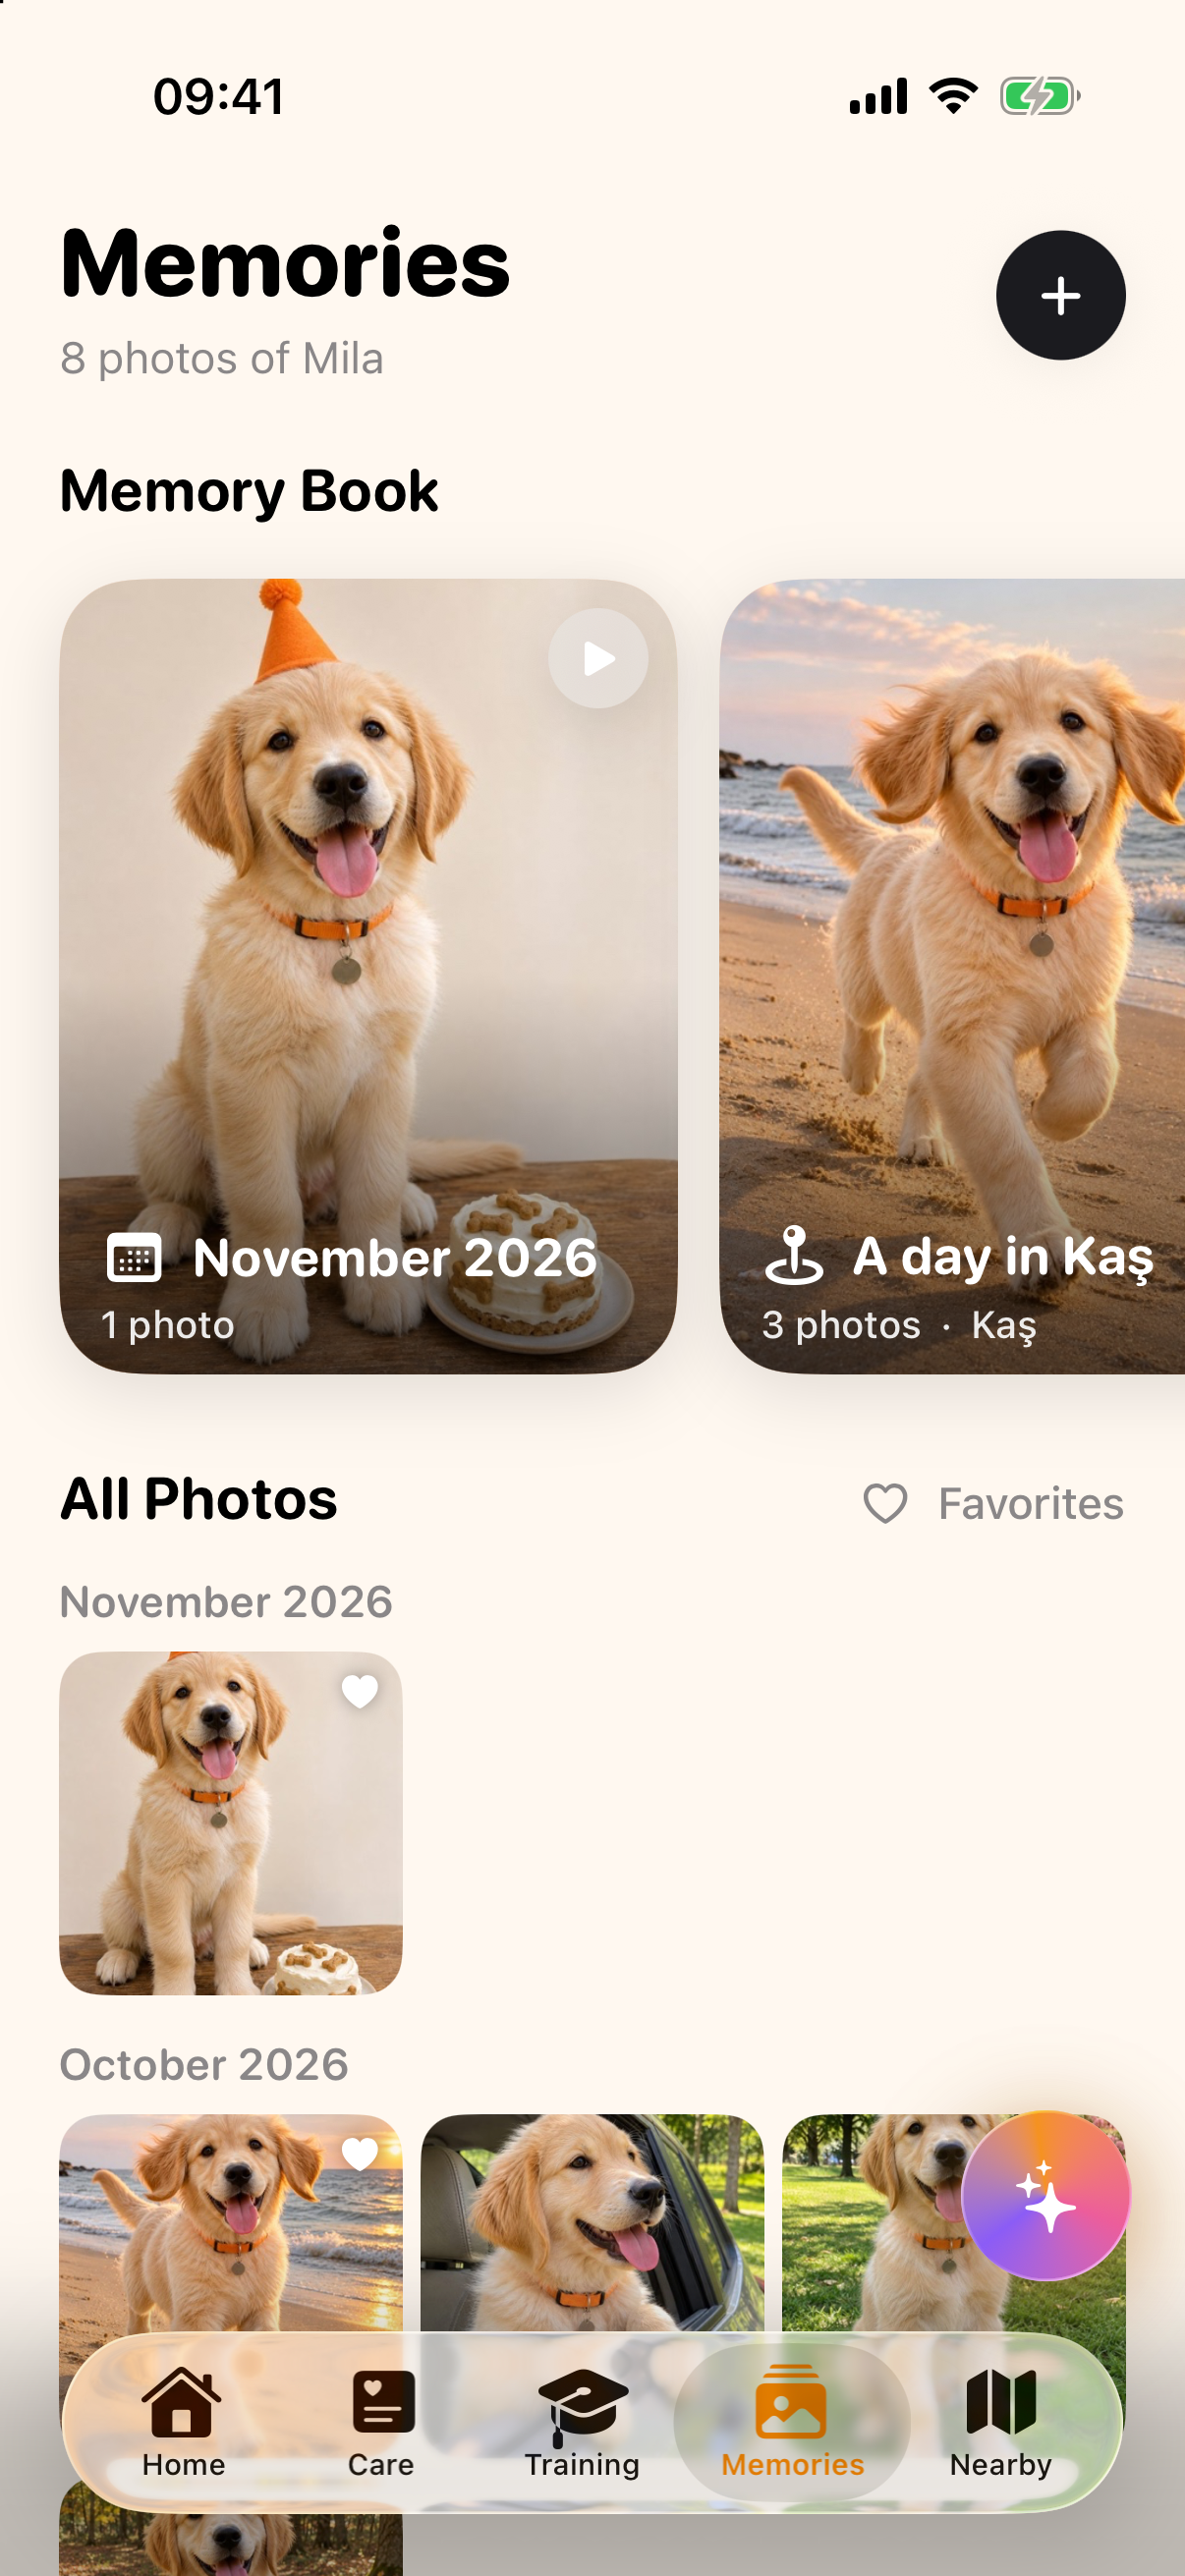 09:41
Memories
8 photos of Mila
Memory Book
November 2026
1 photo
A day in Kaş
3 photos · Kaş
All Photos
Favorites
November 2026
October 2026
Home
Care
Training
Memories
Nearby